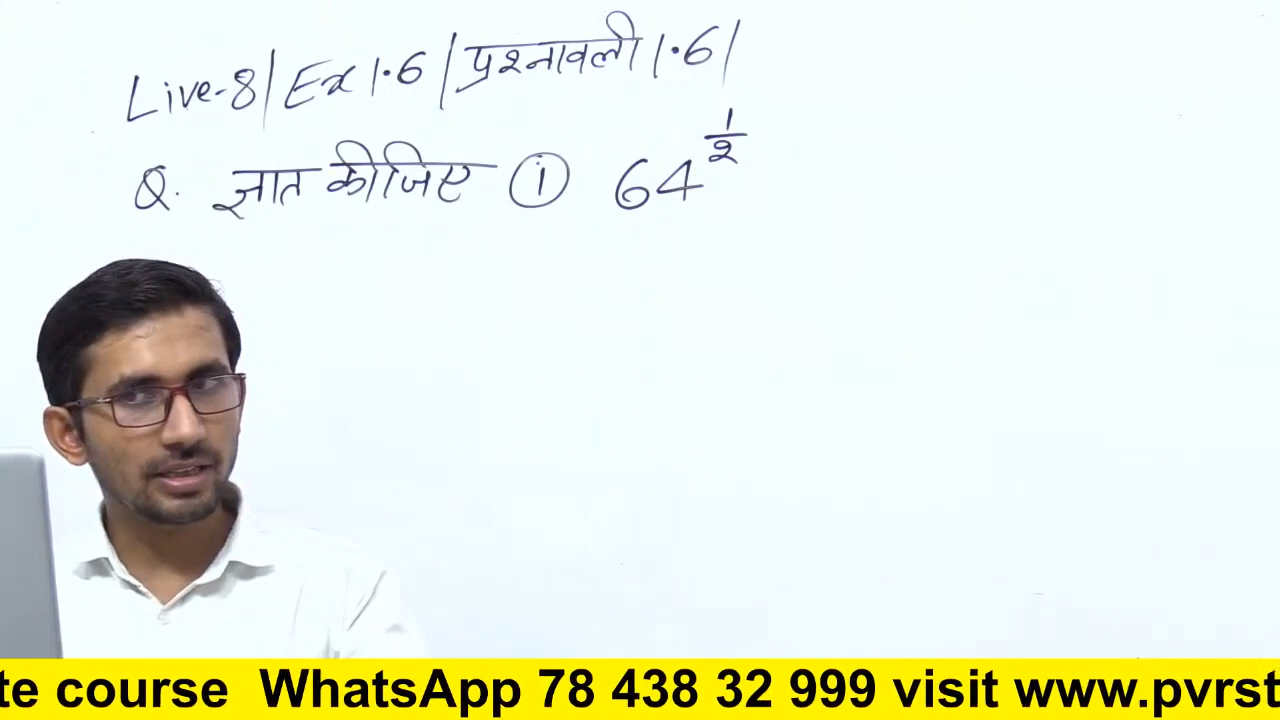 Live-8| Ex 1.6 | प्रश्नावली 1.6|
Q. ज्ञात कीजिए (i) 64^1/2
te course WhatsApp 78 438 32 999 visit www.pvrst